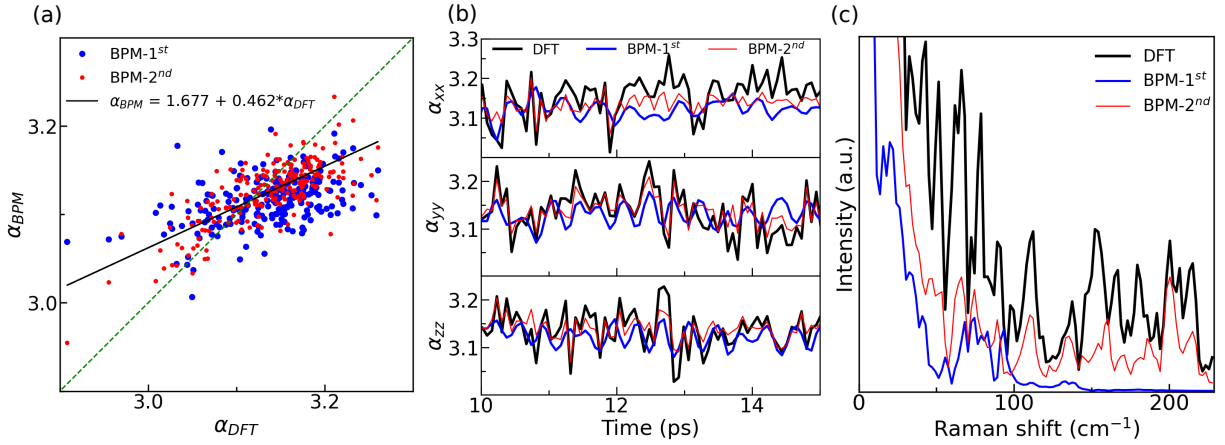 (a)
BPM-1st
BPM-2nd
αBPM = 1.677 + 0.462*αDFT
3.2
3.0
αBPM
3.0
3.2
αDFT
(b)
DFT
BPM-1st
BPM-2nd
3.3
3.2
3.1
αxx
3.2
3.1
αyy
3.2
3.1
αzz
10
12
14
Time (ps)
(c)
DFT
BPM-1st
BPM-2nd
Intensity (a.u.)
0
100
200
Raman shift (cm−1)